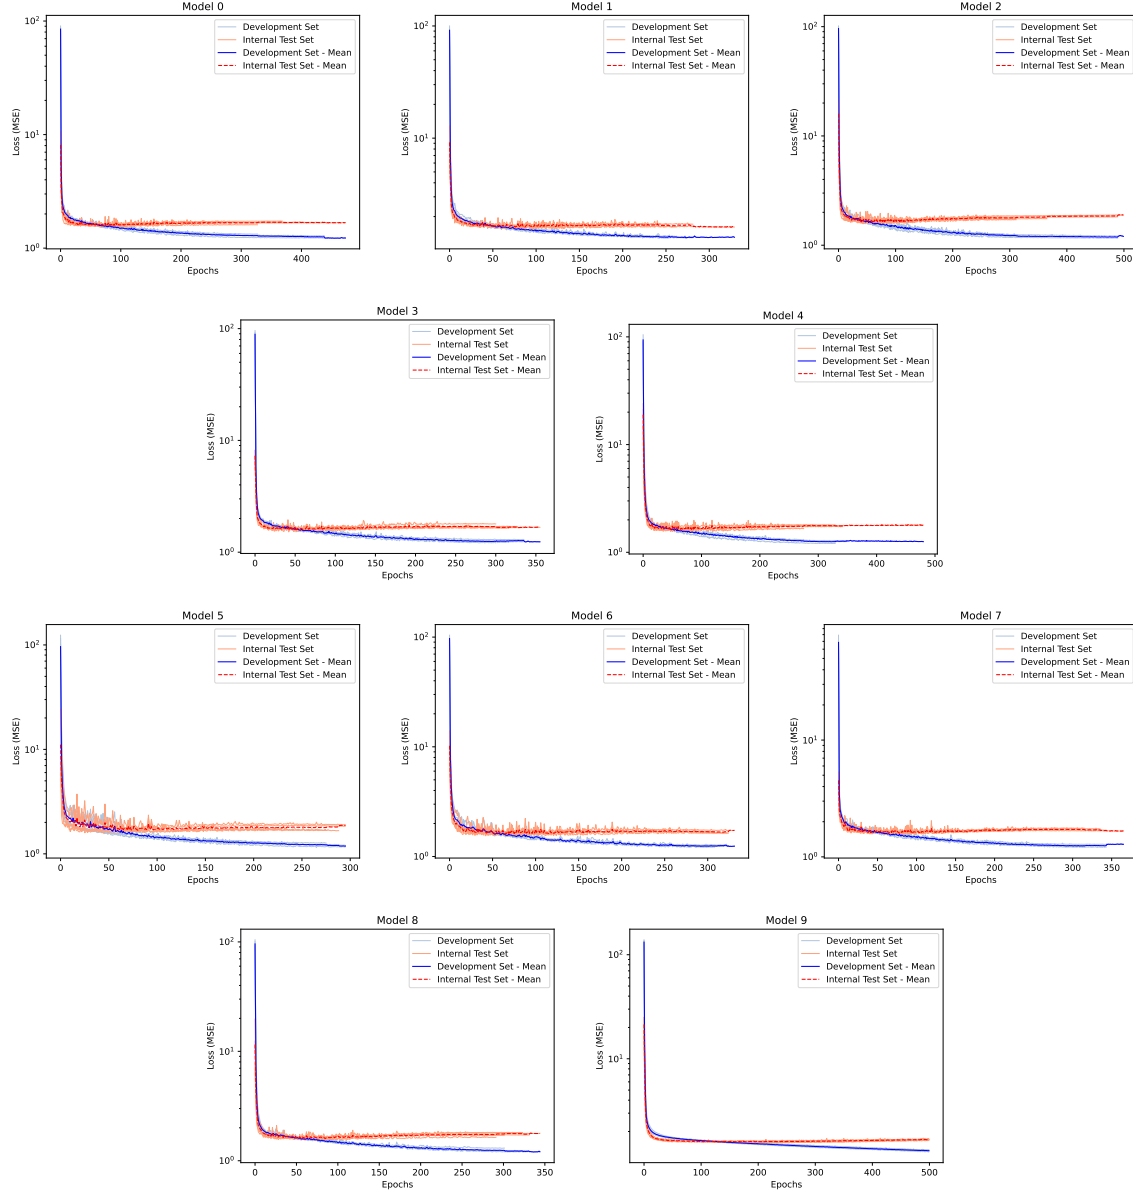 Model 0
Development Set
Internal Test Set
Development Set - Mean
Internal Test Set - Mean
Loss (MSE)
10²
10¹
10⁰
0 100 200 300 400
Epochs
Model 1
Development Set
Internal Test Set
Development Set - Mean
Internal Test Set - Mean
Loss (MSE)
10²
10¹
0 50 100 150 200 250 300
Epochs
Model 2
Development Set
Internal Test Set
Development Set - Mean
Internal Test Set - Mean
Loss (MSE)
10²
10¹
10⁰
0 100 200 300 400 500
Epochs
Model 3
Development Set
Internal Test Set
Development Set - Mean
Internal Test Set - Mean
Loss (MSE)
10²
10¹
10⁰
0 50 100 150 200 250 300 350
Epochs
Model 4
Development Set
Internal Test Set
Development Set - Mean
Internal Test Set - Mean
Loss (MSE)
10²
10¹
10⁰
0 100 200 300 400 500
Epochs
Model 5
Development Set
Internal Test Set
Development Set - Mean
Internal Test Set - Mean
Loss (MSE)
10²
10¹
10⁰
0 50 100 150 200 250 300
Epochs
Model 6
Development Set
Internal Test Set
Development Set - Mean
Internal Test Set - Mean
Loss (MSE)
10²
10¹
10⁰
0 50 100 150 200 250 300
Epochs
Model 7
Development Set
Internal Test Set
Development Set - Mean
Internal Test Set - Mean
Loss (MSE)
10¹
10⁰
0 50 100 150 200 250 300 350
Epochs
Model 8
Development Set
Internal Test Set
Development Set - Mean
Internal Test Set - Mean
Loss (MSE)
10²
10¹
10⁰
0 50 100 150 200 250 300 350
Epochs
Model 9
Development Set
Internal Test Set
Development Set - Mean
Internal Test Set - Mean
Loss (MSE)
10²
10¹
0 100 200 300 400 500
Epochs